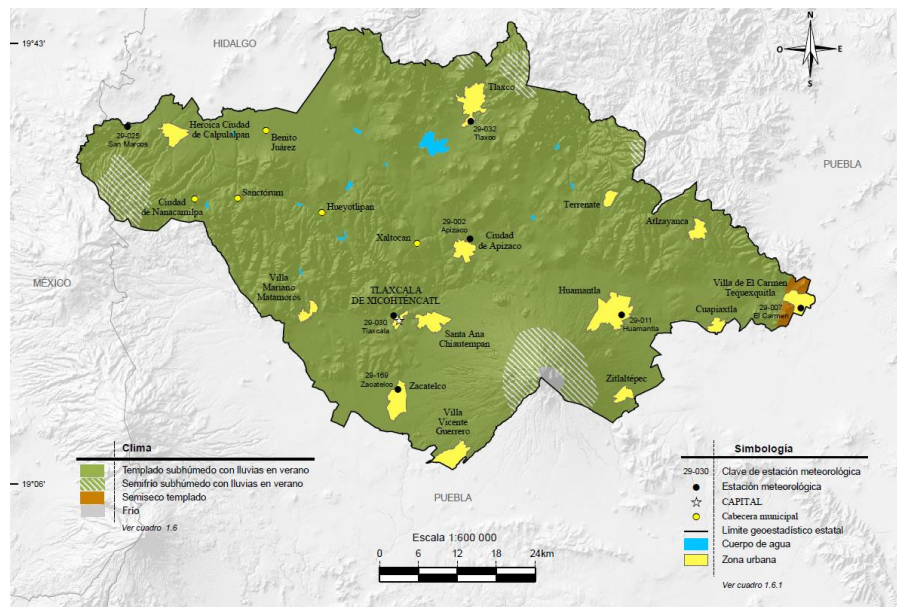 N
O
E
S
19°43'
HIDALGO
Tlaxco
29-032
Tlaxco
29-025
San Marcos
Heroica Ciudad
de Calpulalpan
Benito
Juárez
PUEBLA
Ciudad
de Nanacamilpa
Sanctórum
Hueyotlipan
Terrenate
29-002
Apizaco
Xaltocan
Ciudad
de Apizaco
Atlzayanca
MÉXICO
Villa
Mariano
Matamoros
TLAXCALA
DE XICOHTÉNCATL
29-030
Tlaxcala
Santa Ana
Chiautempan
Huamantla
29-011
Huamantla
Villa de El Carmen
Tequexquitla
29-007
El Carmen
Cuapiaxtla
29-169
Zacatelco
Zacatelco
Zitlaltépec
Villa
Vicente
Guerrero
19°06'
PUEBLA
Clima
Templado subhúmedo con lluvias en verano
Semifrío subhúmedo con lluvias en verano
Semiseco templado
Frío
Ver cuadro 1.6
Escala 1:600 000
0 6 12 18 24km
Simbología
29-030 Clave de estación meteorológica
Estación meteorológica
CAPITAL
Cabecera municipal
Límite geoestadístico estatal
Cuerpo de agua
Zona urbana
Ver cuadro 1.6.1